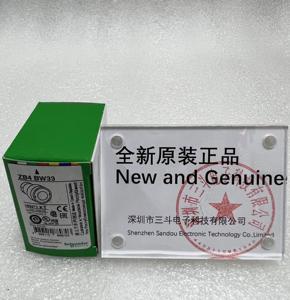 ZB4 BW33
Schneider
全新原装正品
New and Genuine
深圳市三斗电子科技有限公司
Shenzhen Sandou Electronic Technology Co.,Limited